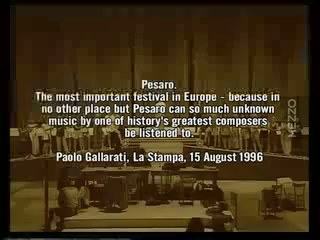 Pesaro.
The most important festival in Europe - because in
no other place but Pesaro can so much unknown
music by one of history's greatest composers
be listened to.
Paolo Gallarati, La Stampa, 15 August 1996
MEZZO